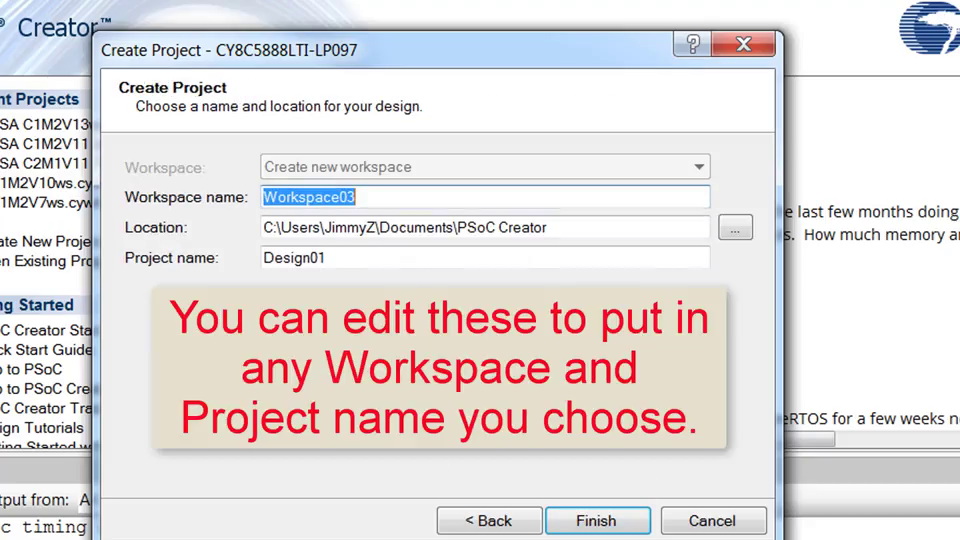 Creator™
Create Project - CY8C5888LTI-LP097
Create Project
Choose a name and location for your design.
Workspace: Create new workspace
Workspace name: Workspace03
Location: C:\Users\JimmyZ\Documents\PSoC Creator ...
Project name: Design01
You can edit these to put in
any Workspace and
Project name you choose.
< Back Finish Cancel
nt Projects
SA C1M2V13w
SA C1M2V11
SA C2M1V11
1M2V10ws.cyw
1M2V7ws.cyw
ate New Proje
en Existing Pro
ng Started
C Creator Sta
ck Start Guide
o to PSoC
p to PSoC Cre
C Creator Tra
ign Tutorials
ting Started w
tput from: A
c timing
e last few months doing
s. How much memory a
eRTOS for a few weeks n